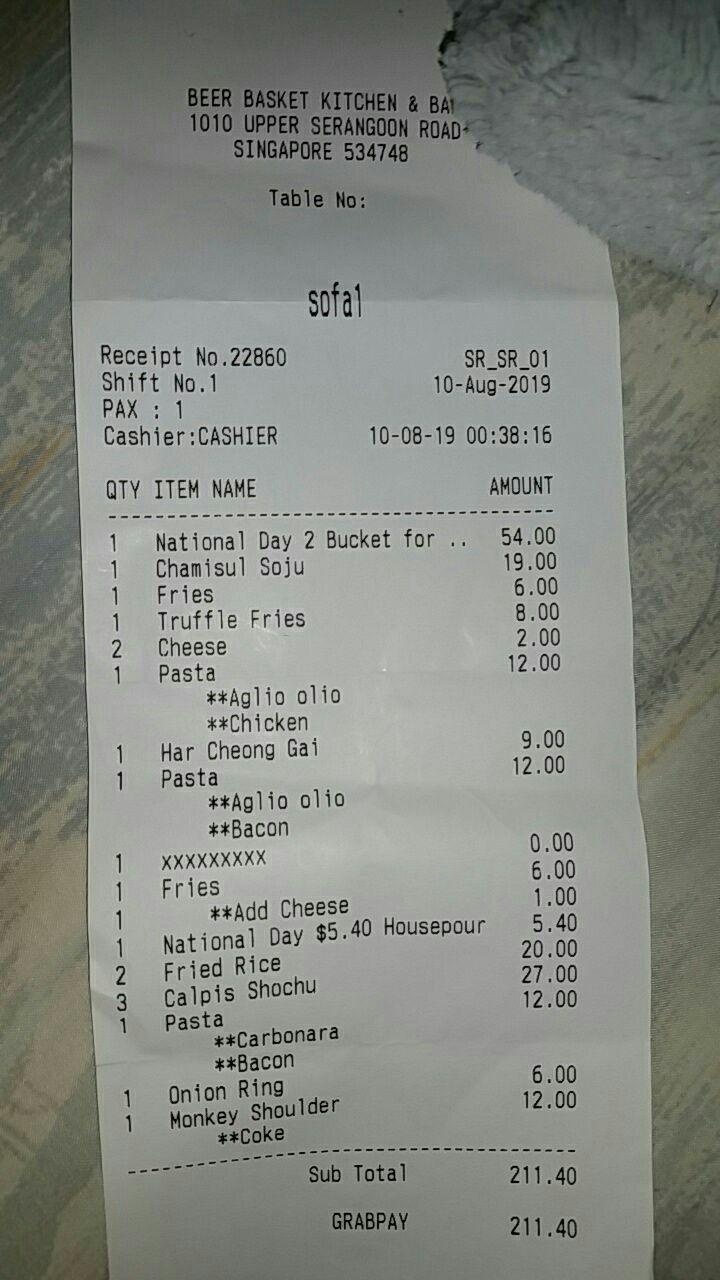 BEER BASKET KITCHEN & BA
1010 UPPER SERANGOON ROAD
SINGAPORE 534748
Table No:
sofa1
Receipt No.22860 SR_SR_01
Shift No.1 10-Aug-2019
PAX : 1
Cashier:CASHIER 10-08-19 00:38:16
QTY ITEM NAME AMOUNT
1 National Day 2 Bucket for .. 54.00
1 Chamisul Soju 19.00
1 Fries 6.00
1 Truffle Fries 8.00
2 Cheese 2.00
1 Pasta 12.00
**Aglio olio
**Chicken
1 Har Cheong Gai 9.00
1 Pasta 12.00
**Aglio olio
**Bacon
1 xxxxxxxxx 0.00
1 Fries 6.00
1 **Add Cheese 1.00
1 National Day $5.40 Housepour 5.40
2 Fried Rice 20.00
3 Calpis Shochu 27.00
1 Pasta 12.00
**Carbonara
**Bacon
1 Onion Ring 6.00
1 Monkey Shoulder 12.00
**Coke
Sub Total 211.40
GRABPAY 211.40